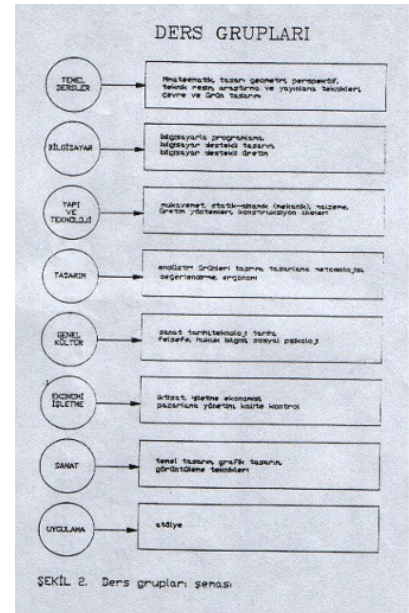 DERS GRUPLARI
TEMEL
DERSLER
matematik, tasarı geometri, perspektif,
teknik resim, araştırma ve yayınlama teknikleri,
çevre ve ürün tasarımı
BİLGİSAYAR
bilgisayarla programlama,
bilgisayar destekli tasarım,
bilgisayar destekli üretim
YAPI
VE
TEKNOLOJİ
mukavemet, statik-dinamik (mekanik), malzeme,
üretim yöntemleri, konstruksiyon ilkeleri
TASARIM
endüstri ürünleri tasarımı, tasarlama metodolojisi,
değerlendirme, ergonomi
GENEL
KÜLTÜR
sanat tarihi, teknoloji tarihi,
felsefe, hukuk bilgisi, sosyal psikoloji
EKONOMİ
İŞLETME
iktisat, işletme ekonomisi
pazarlama yönetimi, kalite kontrol
SANAT
temel tasarım, grafik tasarım,
görüntüleme teknikleri
UYGULAMA
atölye
ŞEKİL 2. Ders grupları şeması